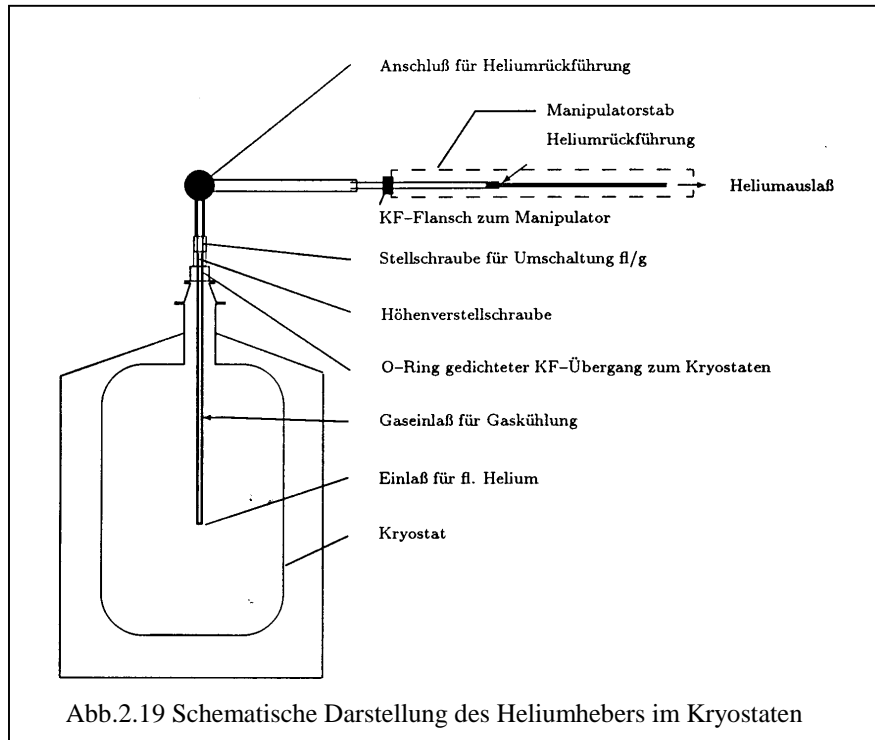 Anschluß für Heliumrückführung
Manipulatorstab
Heliumrückführung
Heliumauslaß
KF-Flansch zum Manipulator
Stellschraube für Umschaltung fl/g
Höhenverstellschraube
O-Ring gedichteter KF-Übergang zum Kryostaten
Gaseinlaß für Gaskühlung
Einlaß für fl. Helium
Kryostat
Abb.2.19 Schematische Darstellung des Heliumhebers im Kryostaten